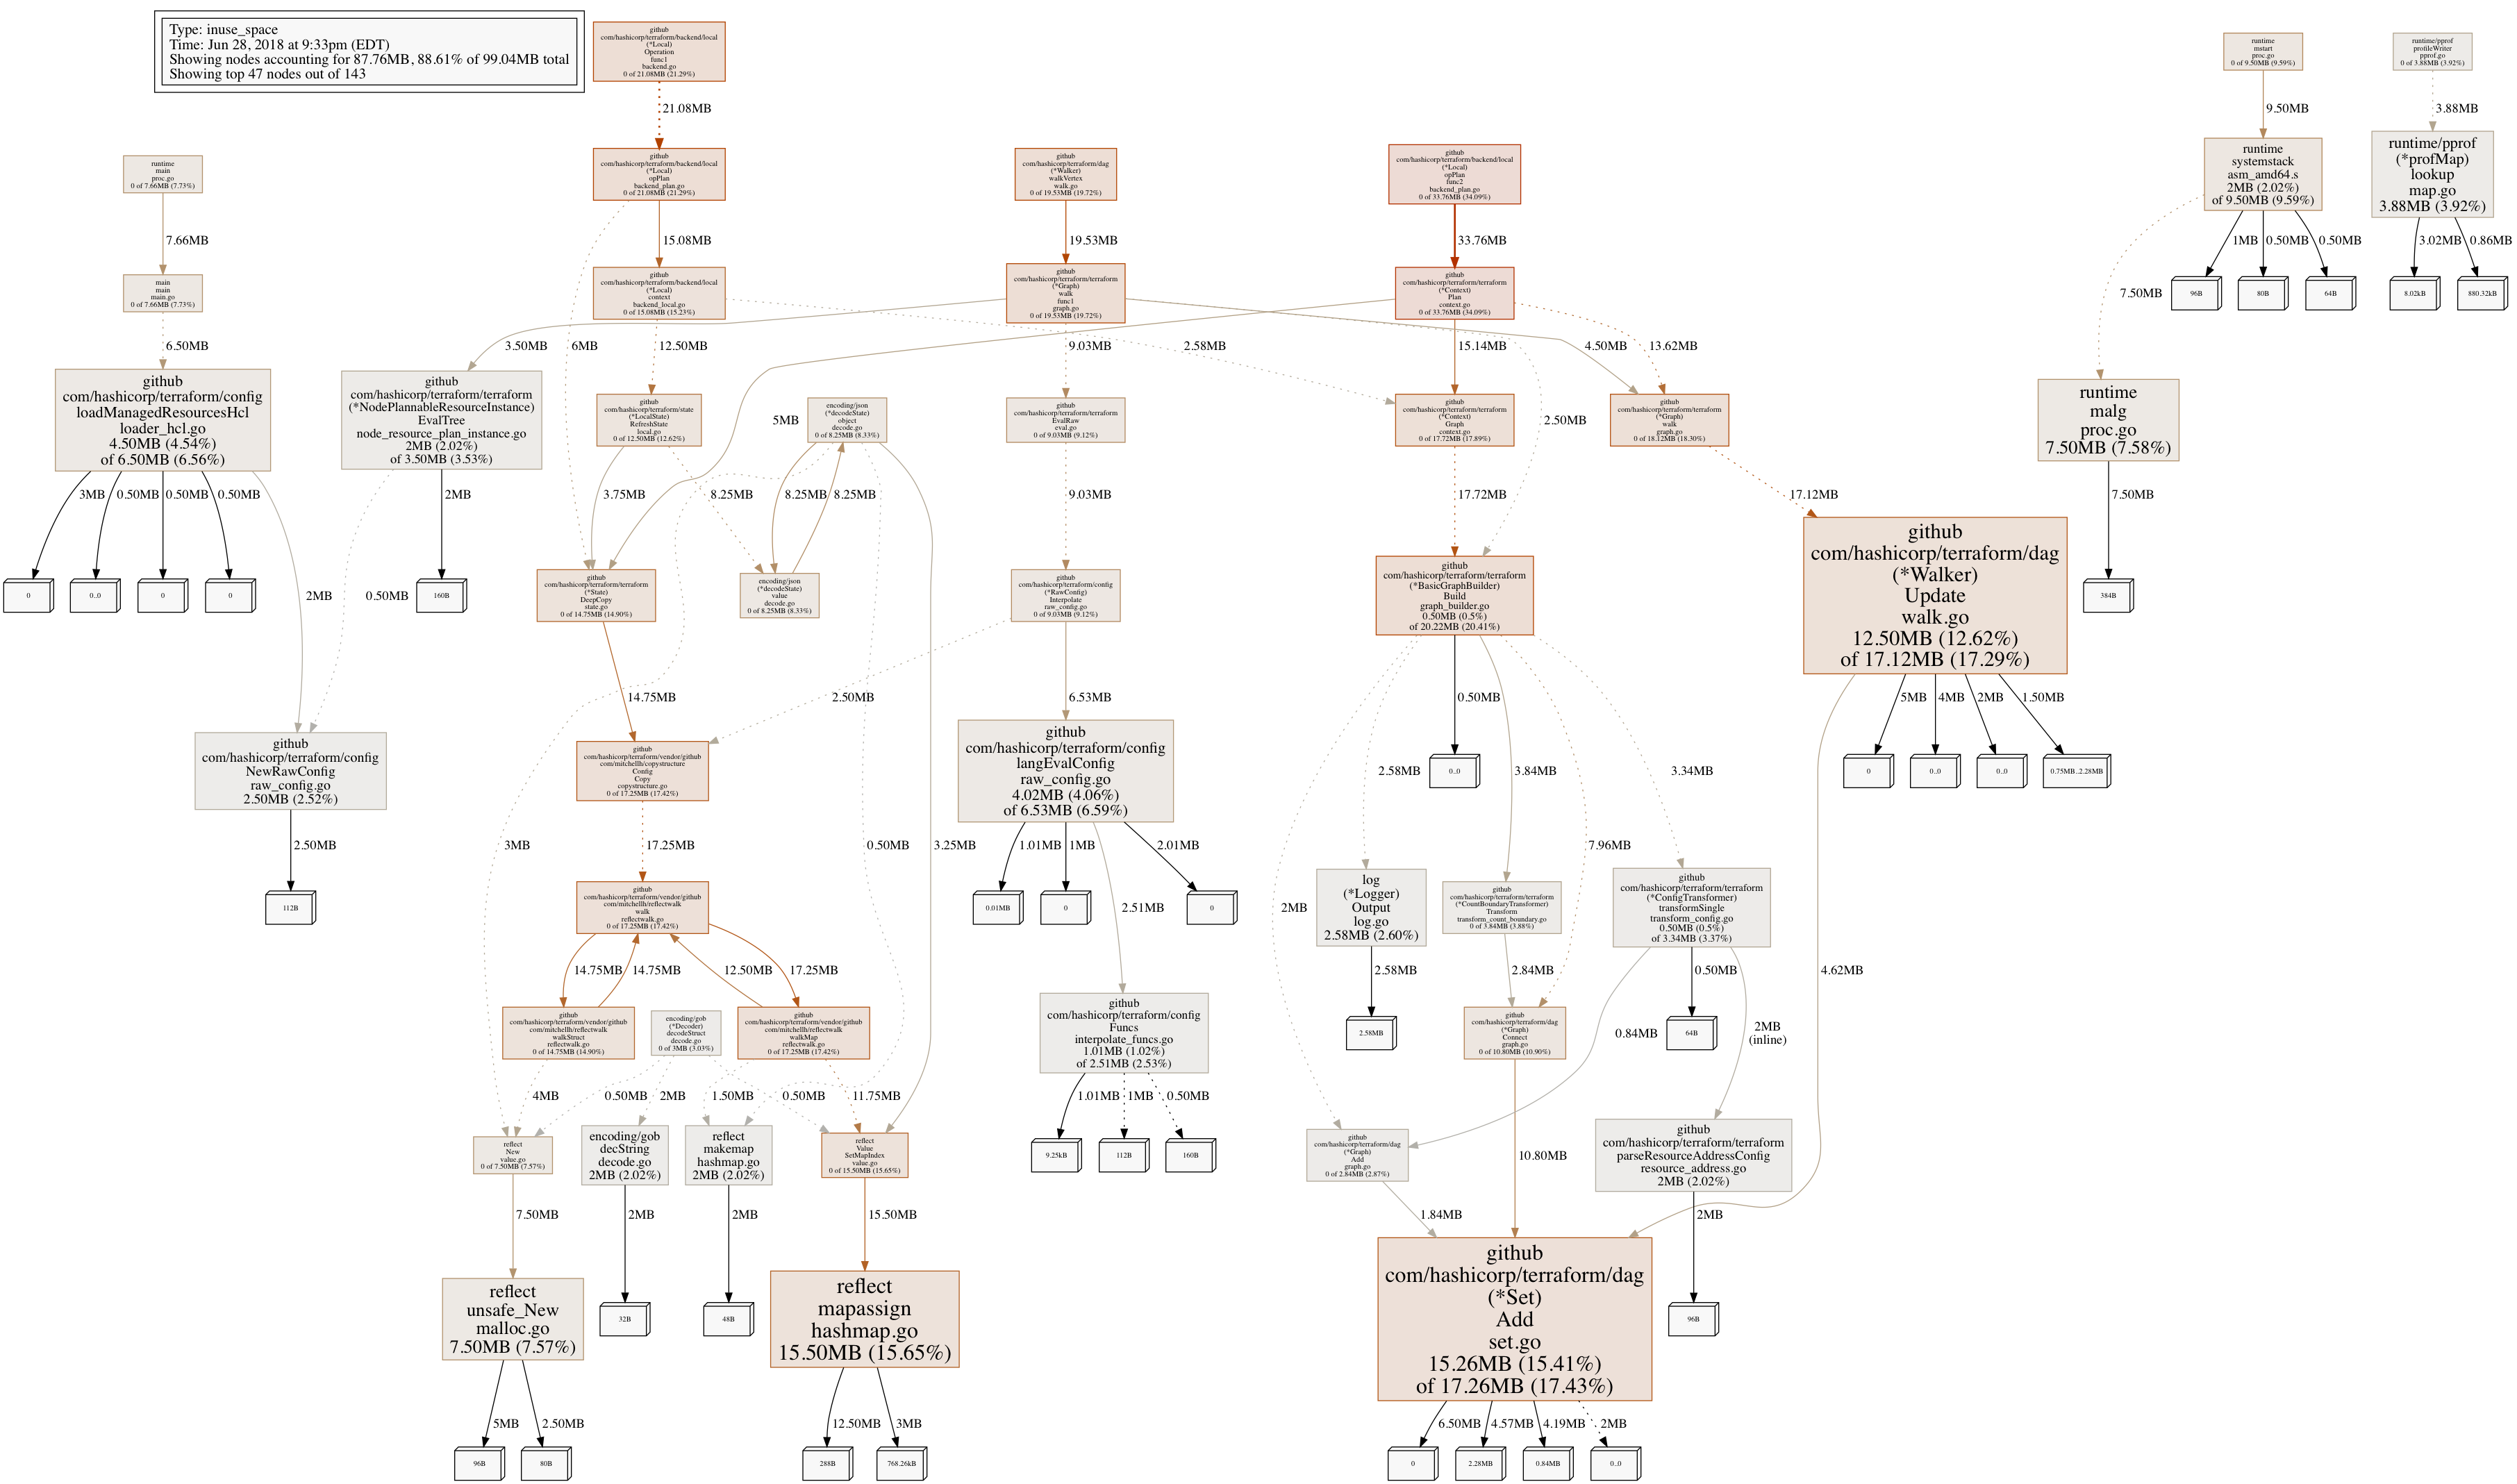 Type: inuse_space
Time: Jun 28, 2018 at 9:33pm (EDT)
Showing nodes accounting for 87.76MB, 88.61% of 99.04MB total
Showing top 47 nodes out of 143
github
com/hashicorp/terraform/backend/local
(*Local)
Operation
func1
backend.go
0 of 21.08MB (21.29%)
runtime
mstart
proc.go
0 of 9.50MB (9.59%)
runtime/pprof
profileWriter
pprof.go
0 of 3.88MB (3.92%)
21.08MB
9.50MB
3.88MB
runtime
main
proc.go
0 of 7.66MB (7.73%)
github
com/hashicorp/terraform/backend/local
(*Local)
opPlan
backend_plan.go
0 of 21.08MB (21.29%)
github
com/hashicorp/terraform/dag
(*Walker)
walkVertex
walk.go
0 of 19.53MB (19.72%)
github
com/hashicorp/terraform/backend/local
(*Local)
opPlan
func2
backend_plan.go
0 of 33.76MB (34.09%)
runtime
systemstack
asm_amd64.s
2MB (2.02%)
of 9.50MB (9.59%)
runtime/pprof
(*profMap)
lookup
map.go
3.88MB (3.92%)
7.66MB
15.08MB
19.53MB
33.76MB
1MB
0.50MB
0.50MB
3.02MB
0.86MB
main
main
main.go
0 of 7.66MB (7.73%)
github
com/hashicorp/terraform/backend/local
(*Local)
context
backend_local.go
0 of 15.08MB (15.23%)
github
com/hashicorp/terraform/terraform
(*Graph)
walk
func1
graph.go
0 of 19.53MB (19.72%)
github
com/hashicorp/terraform/terraform
(*Context)
Plan
context.go
0 of 33.76MB (34.09%)
7.50MB
96B
80B
64B
8.02kB
880.32kB
6.50MB
3.50MB
6MB
12.50MB
9.03MB
2.58MB
15.14MB
4.50MB
13.62MB
github
com/hashicorp/terraform/config
loadManagedResourcesHcl
loader_hcl.go
4.50MB (4.54%)
of 6.50MB (6.56%)
github
com/hashicorp/terraform/terraform
(*NodePlannableResourceInstance)
EvalTree
node_resource_plan_instance.go
2MB (2.02%)
of 3.50MB (3.53%)
github
com/hashicorp/terraform/state
(*LocalState)
RefreshState
local.go
0 of 12.50MB (12.62%)
5MB
encoding/json
(*decodeState)
object
decode.go
0 of 8.25MB (8.33%)
github
com/hashicorp/terraform/terraform
EvalRaw
eval.go
0 of 9.03MB (9.12%)
github
com/hashicorp/terraform/terraform
(*Context)
Graph
context.go
0 of 17.72MB (17.89%)
2.50MB
github
com/hashicorp/terraform/terraform
(*Graph)
walk
graph.go
0 of 18.12MB (18.30%)
runtime
malg
proc.go
7.50MB (7.58%)
3MB
0.50MB
0.50MB
0.50MB
2MB
3.75MB
8.25MB
8.25MB
8.25MB
9.03MB
17.72MB
17.12MB
7.50MB
0
0..0
0
0
2MB
0.50MB
160B
github
com/hashicorp/terraform/terraform
(*State)
DeepCopy
state.go
0 of 14.75MB (14.90%)
encoding/json
(*decodeState)
value
decode.go
0 of 8.25MB (8.33%)
github
com/hashicorp/terraform/config
(*RawConfig)
Interpolate
raw_config.go
0 of 9.03MB (9.12%)
github
com/hashicorp/terraform/terraform
(*BasicGraphBuilder)
Build
graph_builder.go
0.50MB (0.5%)
of 20.22MB (20.41%)
github
com/hashicorp/terraform/dag
(*Walker)
Update
walk.go
12.50MB (12.62%)
of 17.12MB (17.29%)
384B
14.75MB
2.50MB
6.53MB
0.50MB
5MB
4MB
2MB
1.50MB
github
com/hashicorp/terraform/config
NewRawConfig
raw_config.go
2.50MB (2.52%)
github
com/hashicorp/terraform/vendor/github
com/mitchellh/copystructure
Config
Copy
copystructure.go
0 of 17.25MB (17.42%)
github
com/hashicorp/terraform/config
langEvalConfig
raw_config.go
4.02MB (4.06%)
of 6.53MB (6.59%)
2.58MB
0..0
3.84MB
3.34MB
0
0..0
0..0
0.75MB..2.28MB
2.50MB
3MB
17.25MB
0.50MB
3.25MB
1.01MB
1MB
2.01MB
7.96MB
112B
github
com/hashicorp/terraform/vendor/github
com/mitchellh/reflectwalk
walk
reflectwalk.go
0 of 17.25MB (17.42%)
0.01MB
0
2.51MB
0
2MB
log
(*Logger)
Output
log.go
2.58MB (2.60%)
github
com/hashicorp/terraform/terraform
(*CountBoundaryTransformer)
Transform
transform_count_boundary.go
0 of 3.84MB (3.88%)
github
com/hashicorp/terraform/terraform
(*ConfigTransformer)
transformSingle
transform_config.go
0.50MB (0.5%)
of 3.34MB (3.37%)
14.75MB
14.75MB
12.50MB
17.25MB
2.58MB
2.84MB
0.50MB
4.62MB
github
com/hashicorp/terraform/vendor/github
com/mitchellh/reflectwalk
walkStruct
reflectwalk.go
0 of 14.75MB (14.90%)
encoding/gob
(*Decoder)
decodeStruct
decode.go
0 of 3MB (3.03%)
github
com/hashicorp/terraform/vendor/github
com/mitchellh/reflectwalk
walkMap
reflectwalk.go
0 of 17.25MB (17.42%)
github
com/hashicorp/terraform/config
Funcs
interpolate_funcs.go
1.01MB (1.02%)
of 2.51MB (2.53%)
2.58MB
github
com/hashicorp/terraform/dag
(*Graph)
Connect
graph.go
0 of 10.80MB (10.90%)
0.84MB
64B
2MB
(inline)
4MB
0.50MB
2MB
1.50MB
0.50MB
11.75MB
1.01MB
1MB
0.50MB
reflect
New
value.go
0 of 7.50MB (7.57%)
encoding/gob
decString
decode.go
2MB (2.02%)
reflect
makemap
hashmap.go
2MB (2.02%)
reflect
Value
SetMapIndex
value.go
0 of 15.50MB (15.65%)
9.25kB
112B
160B
github
com/hashicorp/terraform/dag
(*Graph)
Add
graph.go
0 of 2.84MB (2.87%)
10.80MB
github
com/hashicorp/terraform/terraform
parseResourceAddressConfig
resource_address.go
2MB (2.02%)
7.50MB
2MB
2MB
15.50MB
1.84MB
2MB
reflect
unsafe_New
malloc.go
7.50MB (7.57%)
32B
48B
reflect
mapassign
hashmap.go
15.50MB (15.65%)
github
com/hashicorp/terraform/dag
(*Set)
Add
set.go
15.26MB (15.41%)
of 17.26MB (17.43%)
96B
5MB
2.50MB
12.50MB
3MB
6.50MB
4.57MB
4.19MB
2MB
96B
80B
288B
768.26kB
0
2.28MB
0.84MB
0..0